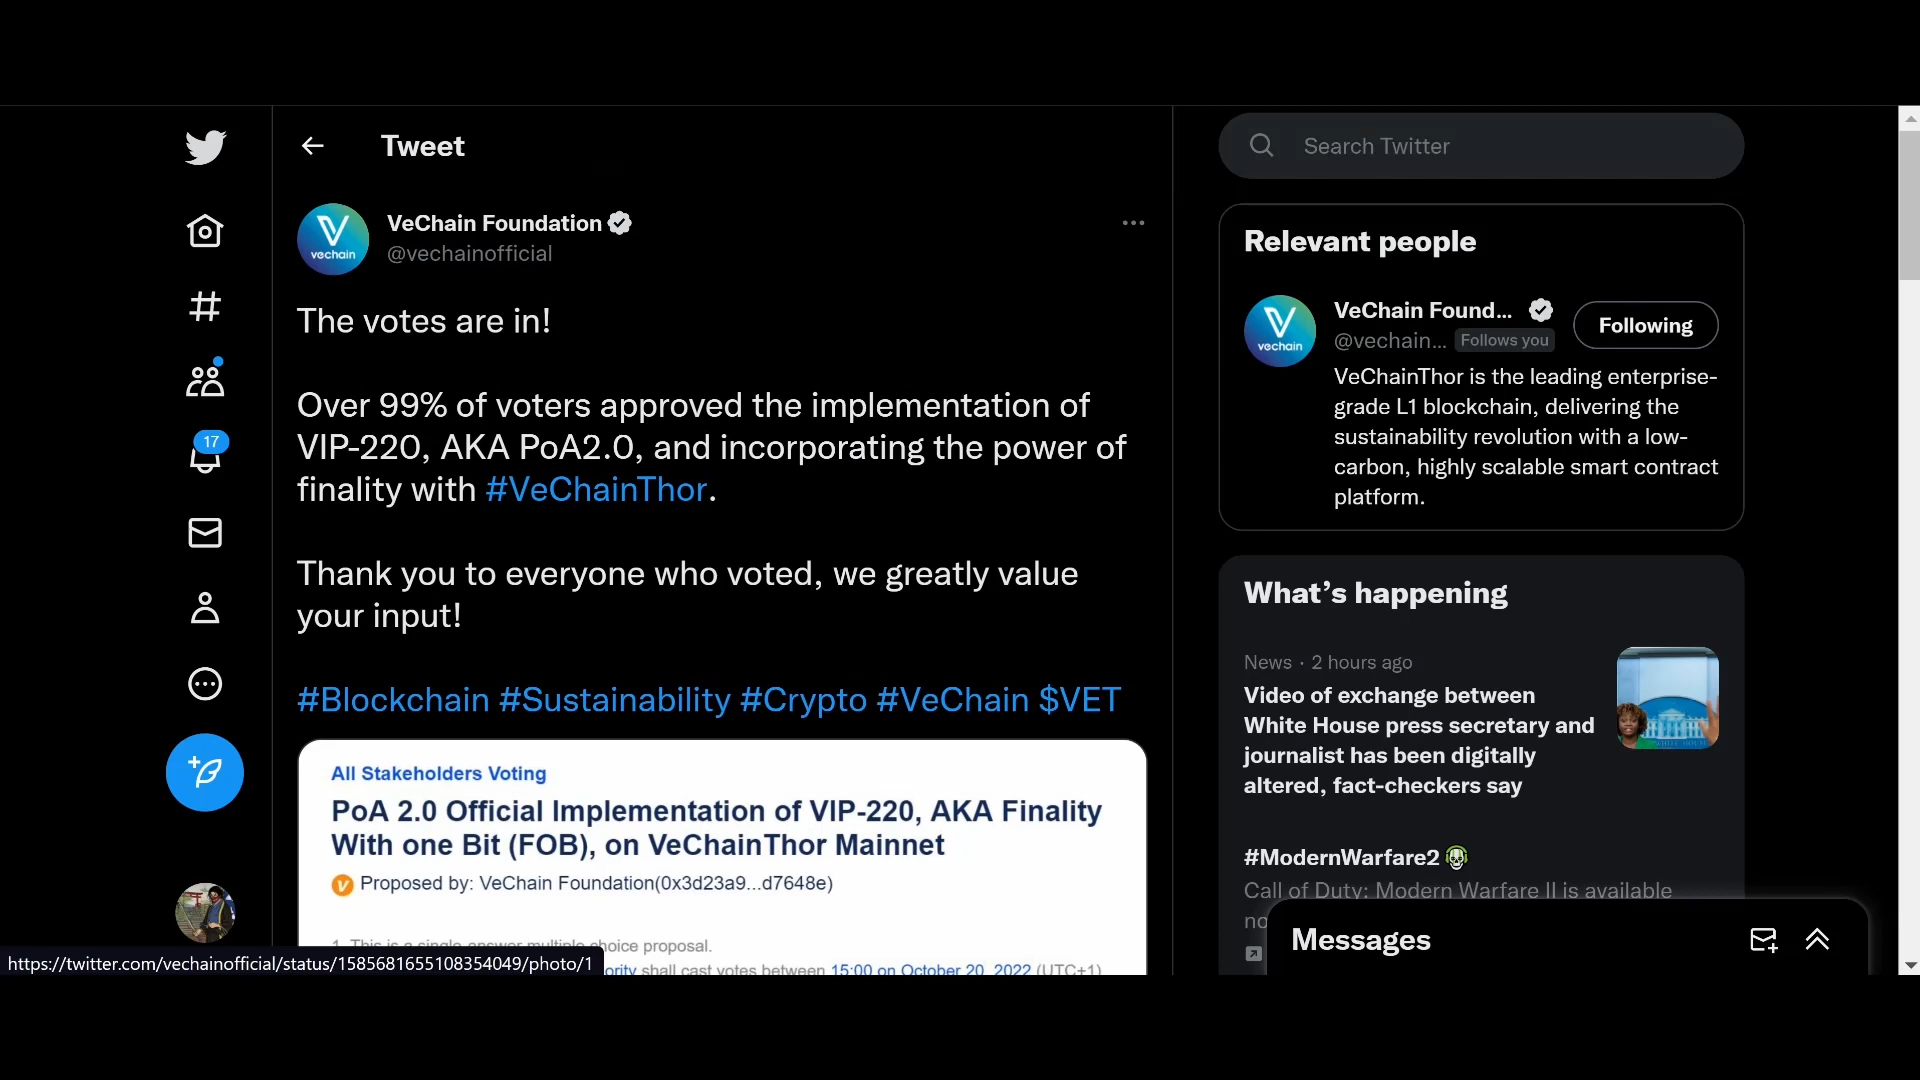 Tweet
Search Twitter
VeChain Foundation
@vechainofficial
vechain
The votes are in!
Over 99% of voters approved the implementation of
VIP-220, AKA PoA2.0, and incorporating the power of
finality with #VeChainThor.
Thank you to everyone who voted, we greatly value
your input!
#Blockchain #Sustainability #Crypto #VeChain $VET
All Stakeholders Voting
PoA 2.0 Official Implementation of VIP-220, AKA Finality
With one Bit (FOB), on VeChainThor Mainnet
Proposed by: VeChain Foundation(0x3d23a9...d7648e)
1. This is a single-answer multiple choice proposal.
ority shall cast votes between 15:00 on October 20, 2022 (UTC+1)
https://twitter.com/vechainofficial/status/1585681655108354049/photo/1
17
Relevant people
vechain
VeChain Found...
@vechain... Follows you
Following
VeChainThor is the leading enterprise-
grade L1 blockchain, delivering the
sustainability revolution with a low-
carbon, highly scalable smart contract
platform.
What's happening
News · 2 hours ago
Video of exchange between
White House press secretary and
journalist has been digitally
altered, fact-checkers say
#ModernWarfare2
Call of Duty: Modern Warfare II is available
Messages